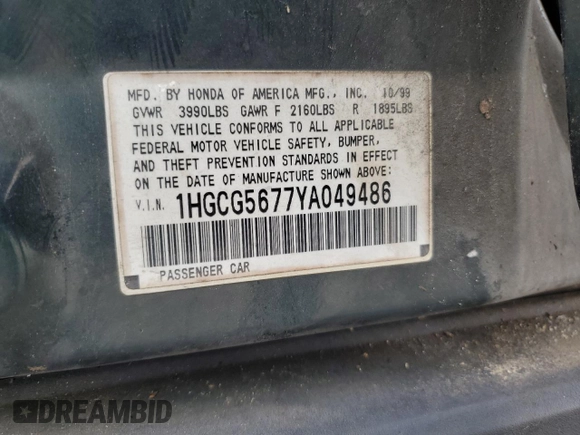 MFD. BY HONDA OF AMERICA MFG., INC. 10/99
GVWR 3990LBS GAWR F 2160LBS R 1895LBS
THIS VEHICLE CONFORMS TO ALL APPLICABLE
FEDERAL MOTOR VEHICLE SAFETY, BUMPER,
AND THEFT PREVENTION STANDARDS IN EFFECT
ON THE DATE OF MANUFACTURE SHOWN ABOVE:
V.I.N. 1HGCG5677YA049486
PASSENGER CAR
DREAMBID